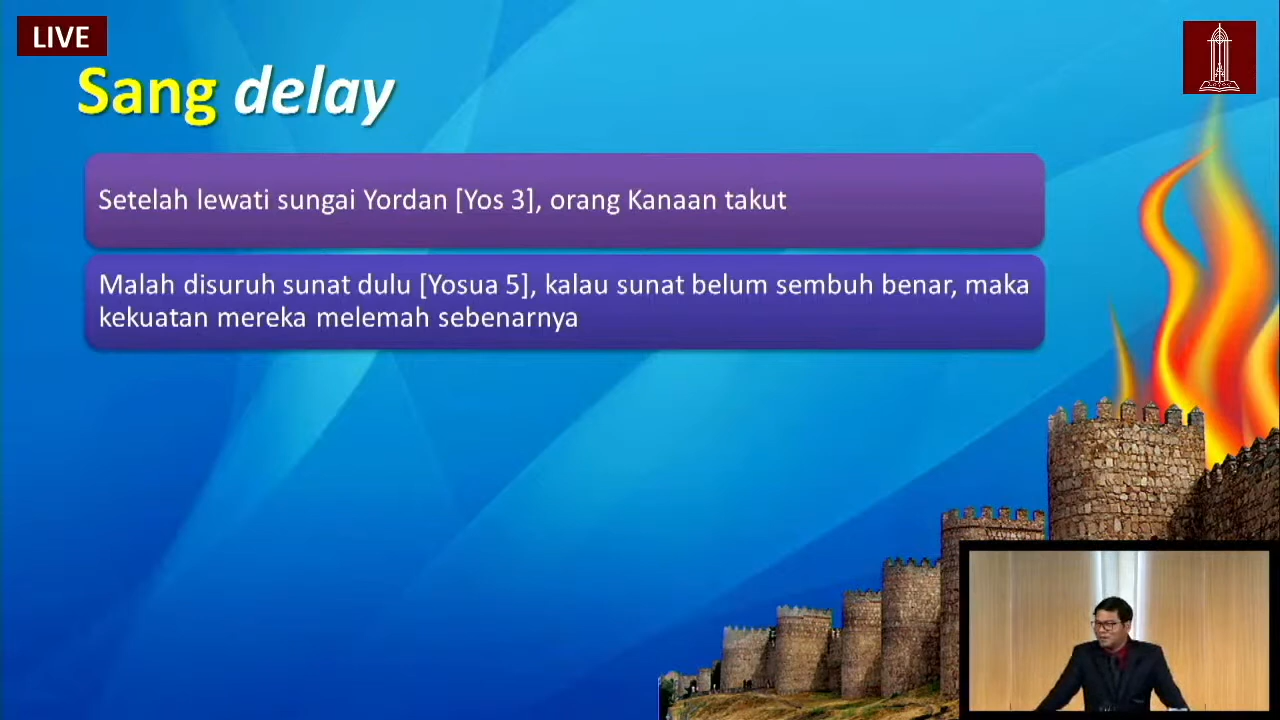 LIVE
Sang delay
Setelah lewati sungai Yordan [Yos 3], orang Kanaan takut
Malah disuruh sunat dulu [Yosua 5], kalau sunat belum sembuh benar, maka
kekuatan mereka melemah sebenarnya